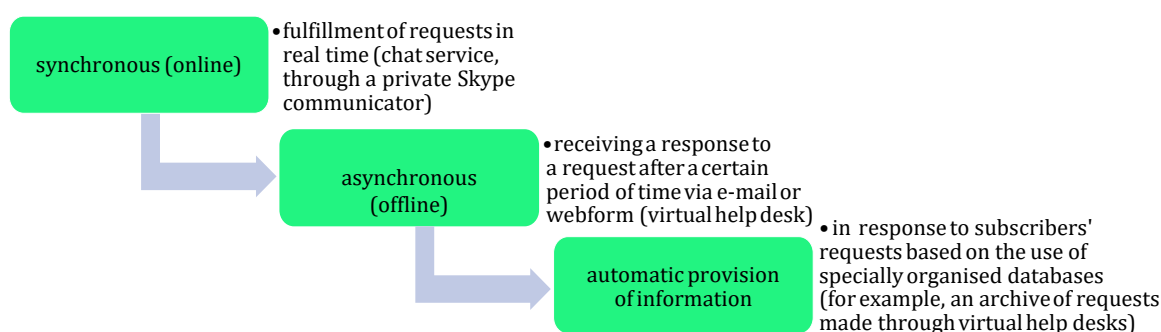 synchronous (online)
•fulfillment of requests in
real time (chat service,
through a private Skype
communicator)
asynchronous
(offline)
•receiving a response to
a request after a certain
period of time via e-mail or
webform (virtual help desk)
automatic provision
of information
• in response to subscribers'
requests based on the use of
specially organised databases
(for example, an archive of requests
made through virtual help desks)